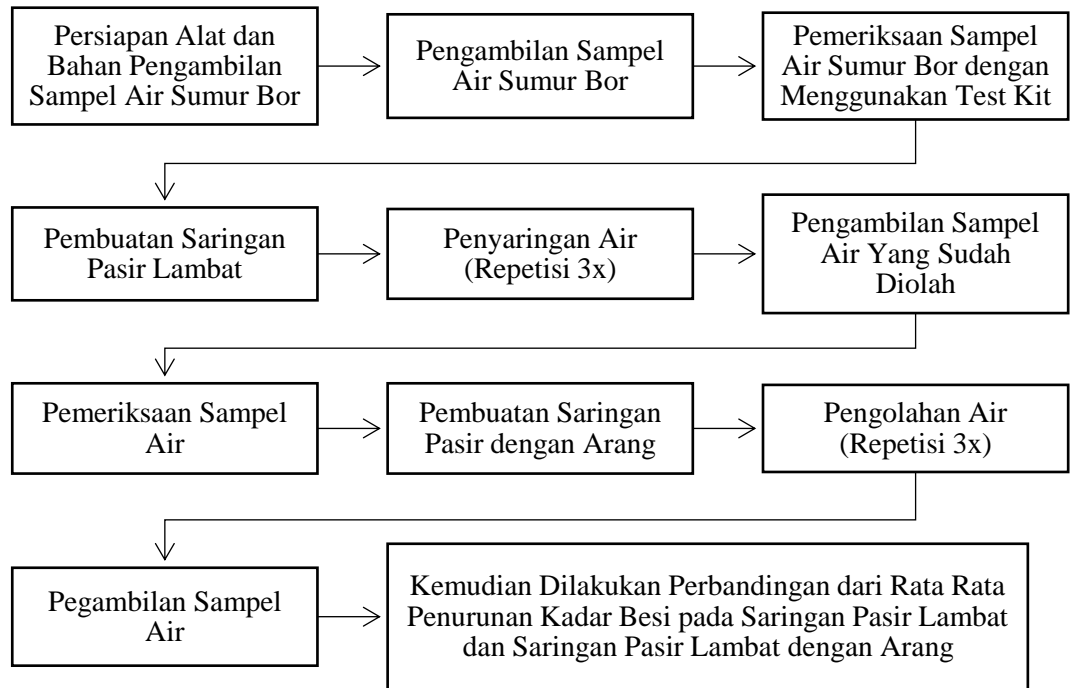 Persiapan Alat dan
Bahan Pengambilan
Sampel Air Sumur Bor
Pengambilan Sampel
Air Sumur Bor
Pemeriksaan Sampel
Air Sumur Bor dengan
Menggunakan Test Kit
Pembuatan Saringan
Pasir Lambat
Penyaringan Air
(Repetisi 3x)
Pengambilan Sampel
Air Yang Sudah
Diolah
Pemeriksaan Sampel
Air
Pembuatan Saringan
Pasir dengan Arang
Pengolahan Air
(Repetisi 3x)
Pegambilan Sampel
Air
Kemudian Dilakukan Perbandingan dari Rata Rata
Penurunan Kadar Besi pada Saringan Pasir Lambat
dan Saringan Pasir Lambat dengan Arang